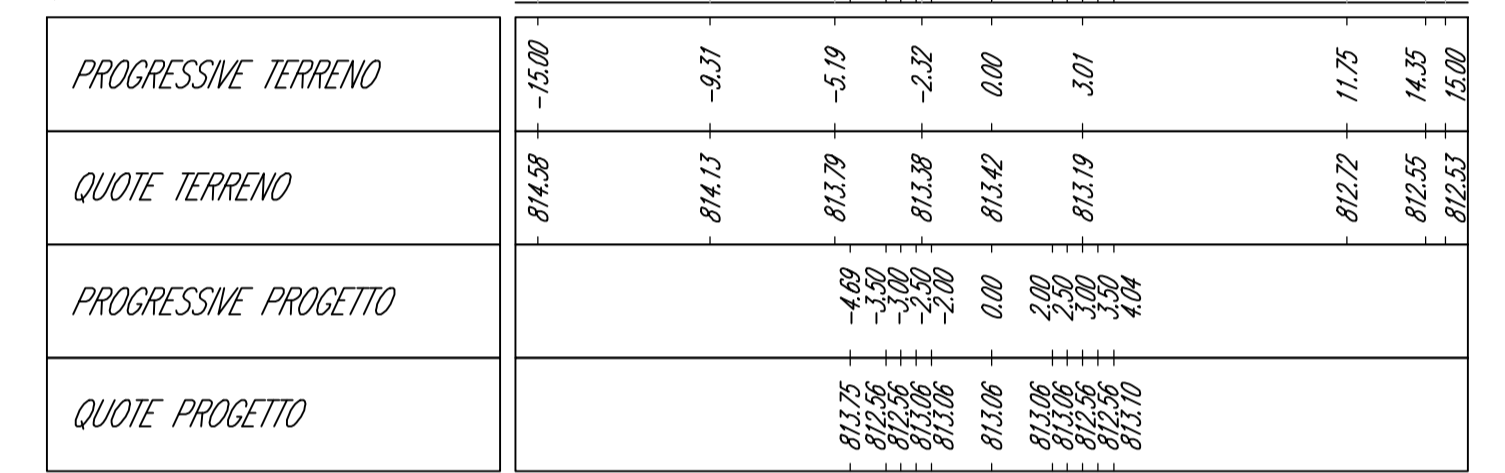 PROGRESSIVE TERRENO -15.00 -9.31 -5.19 -2.32 0.00 3.01 11.75 14.35 15.00
QUOTE TERRENO 814.58 814.13 813.79 813.38 813.42 813.19 812.72 812.55 812.53
PROGRESSIVE PROGETTO -4.69 -3.50 -3.00 -2.50 -2.00 0.00 2.00 2.50 3.00 3.50 4.04
QUOTE PROGETTO 813.75 812.56 812.56 813.06 813.06 813.06 813.06 813.06 812.56 812.56 813.10